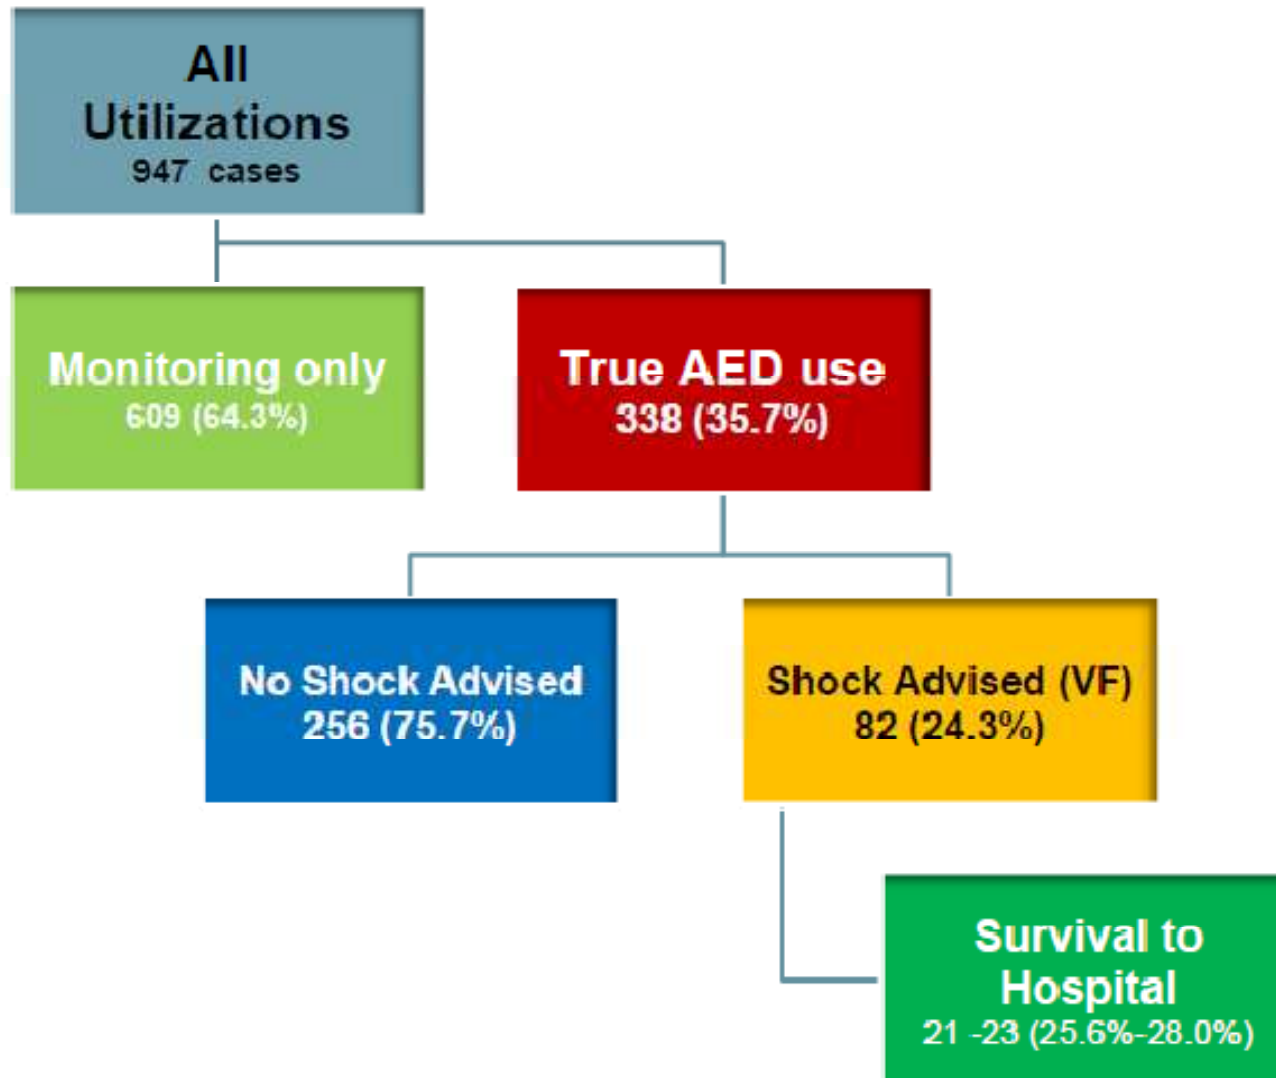 All
Utilizations
947 cases
Monitoring only
609 (64.3%)
True AED use
338 (35.7%)
No Shock Advised
256 (75.7%)
Shock Advised (VF)
82 (24.3%)
Survival to
Hospital
21 -23 (25.6%-28.0%)